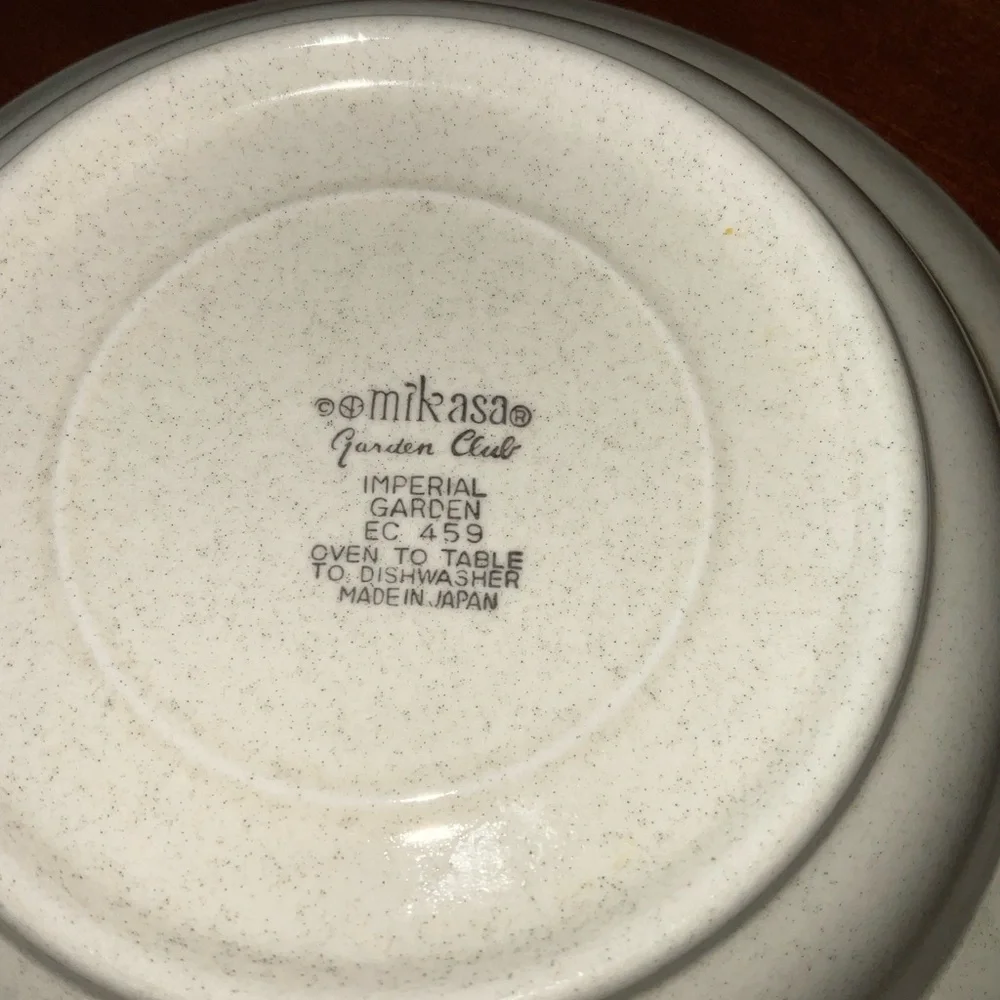 © mikasa®
Garden Club
IMPERIAL
GARDEN
EC 459
OVEN TO TABLE
TO DISHWASHER
MADE IN JAPAN